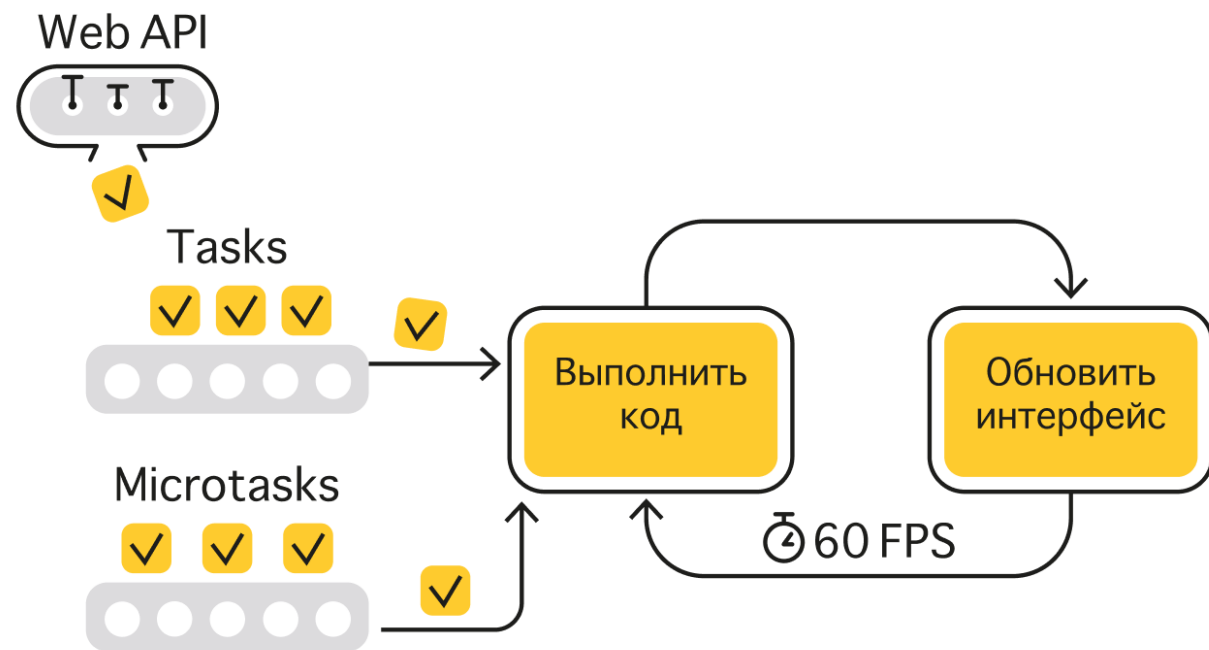 Web API
Tasks
Выполнить
код
Обновить
интерфейс
Microtasks
60 FPS